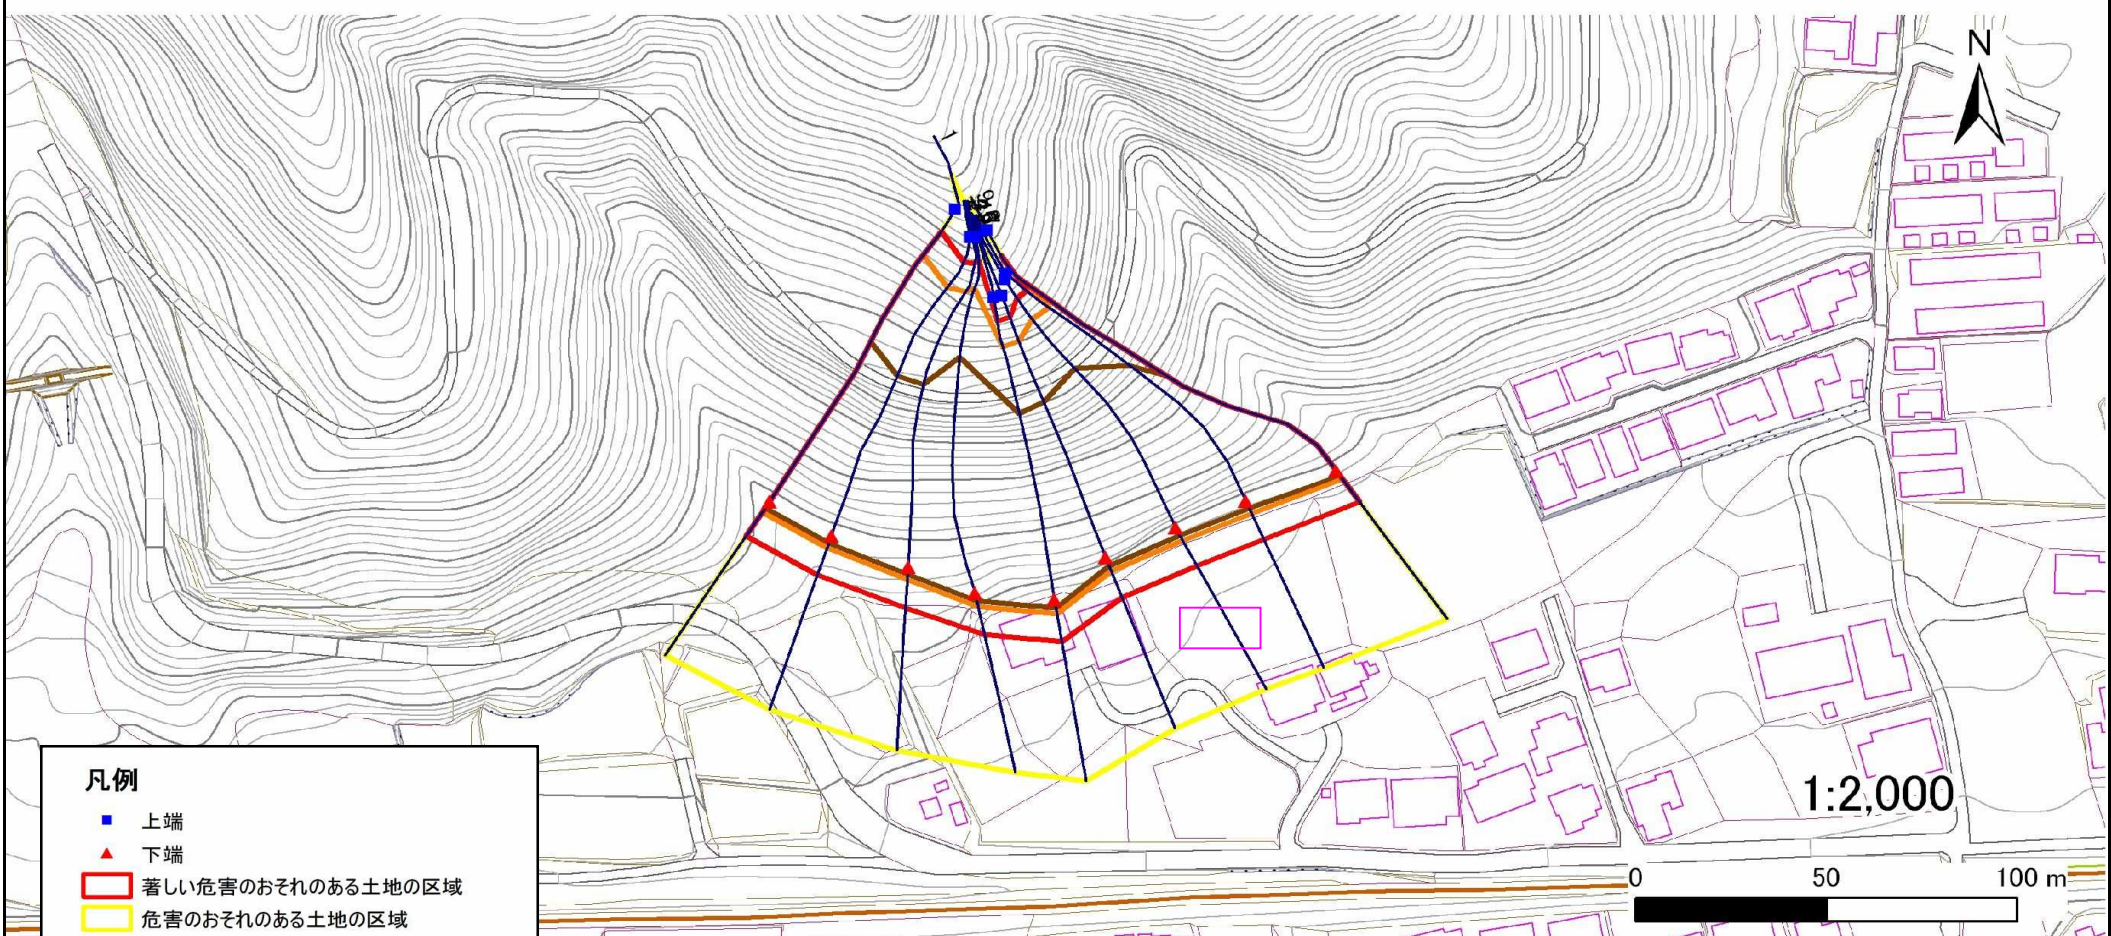 N
1
1:2,000
0 50 100 m
凡例
上端
下端
著しい危害のおそれのある土地の区域
危害のおそれのある土地の区域